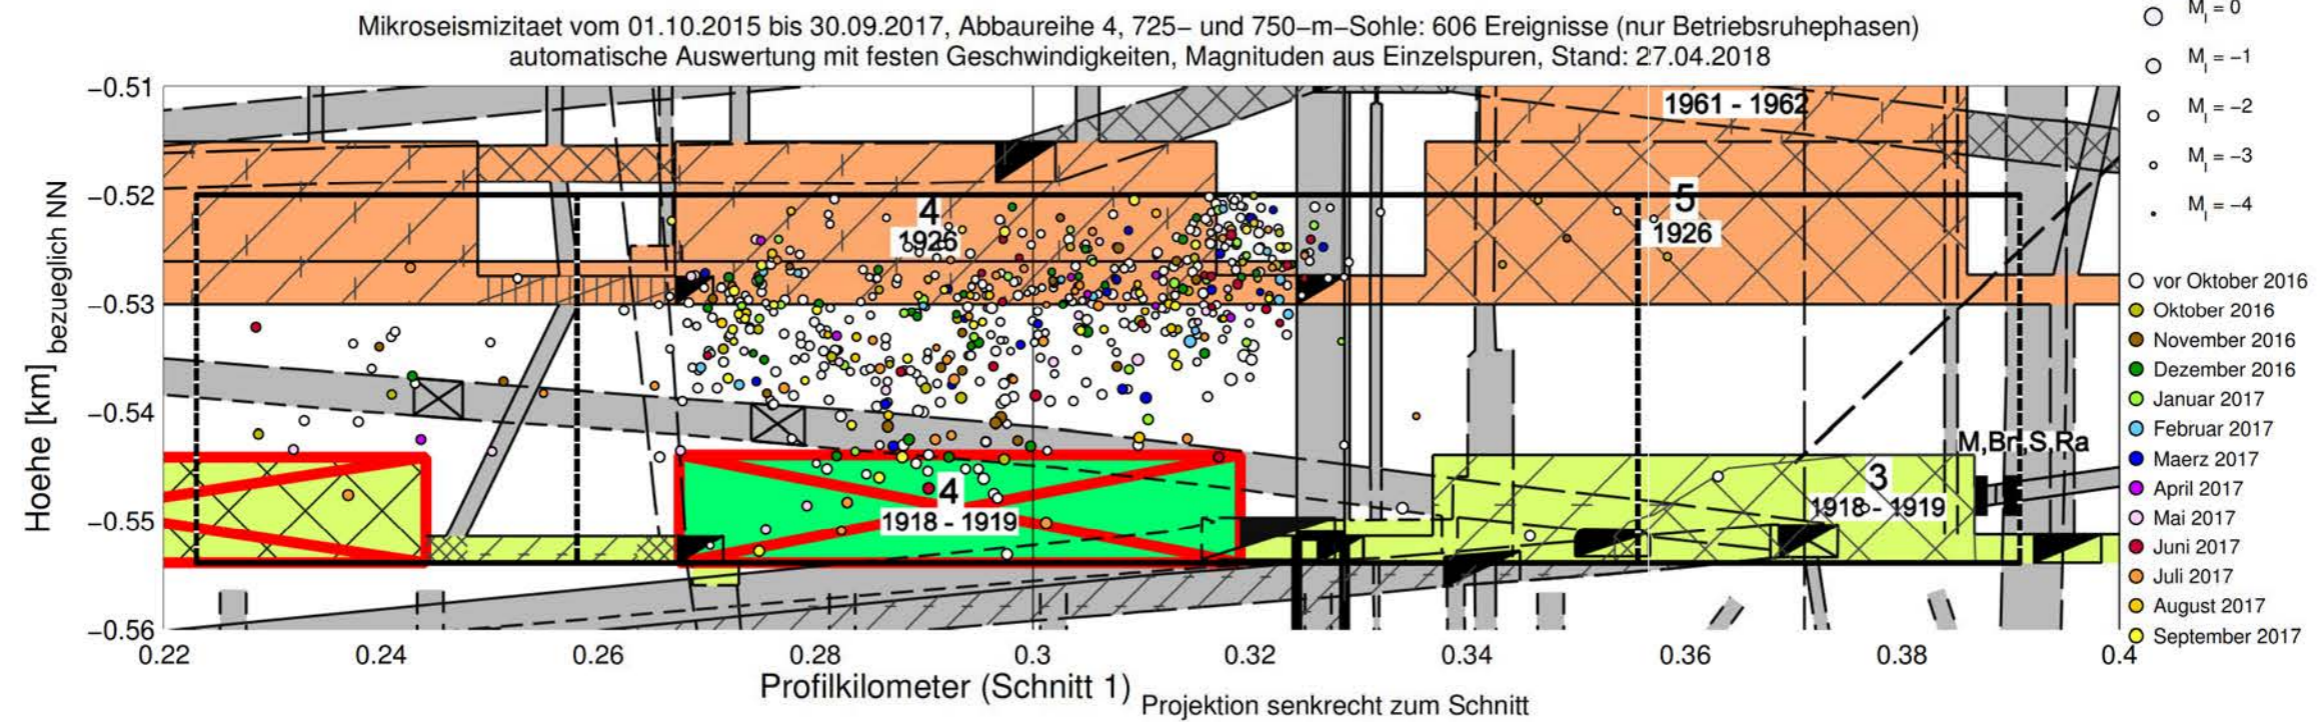 Mikroseismizitaet vom 01.10.2015 bis 30.09.2017, Abbaureihe 4, 725− und 750−m−Sohle: 606 Ereignisse (nur Betriebsruhephasen)
automatische Auswertung mit festen Geschwindigkeiten, Magnituden aus Einzelspuren, Stand: 27.04.2018
M_l = 0
M_l = −1
M_l = −2
M_l = −3
M_l = −4
−0.51
−0.52
−0.53
−0.54
−0.55
−0.56
Hoehe [km] bezueglich NN
1961 - 1962
4
1926
5
1926
4
1918 - 1919
3
1918 - 1919
M,Br,S,Ra
vor Oktober 2016
Oktober 2016
November 2016
Dezember 2016
Januar 2017
Februar 2017
Maerz 2017
April 2017
Mai 2017
Juni 2017
Juli 2017
August 2017
September 2017
0.22 0.24 0.26 0.28 0.3 0.32 0.34 0.36 0.38 0.4
Profilkilometer (Schnitt 1) Projektion senkrecht zum Schnitt